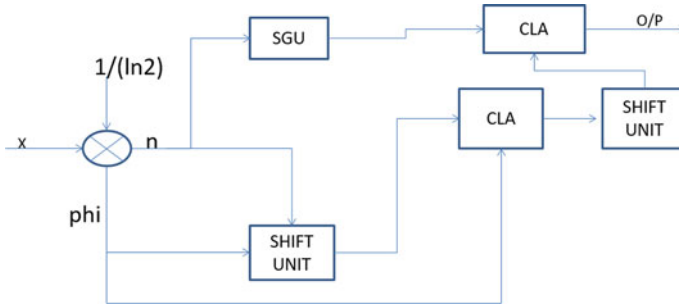 SGU
CLA
O/P
1/(ln2)
x
n
CLA
SHIFT
UNIT
phi
SHIFT
UNIT